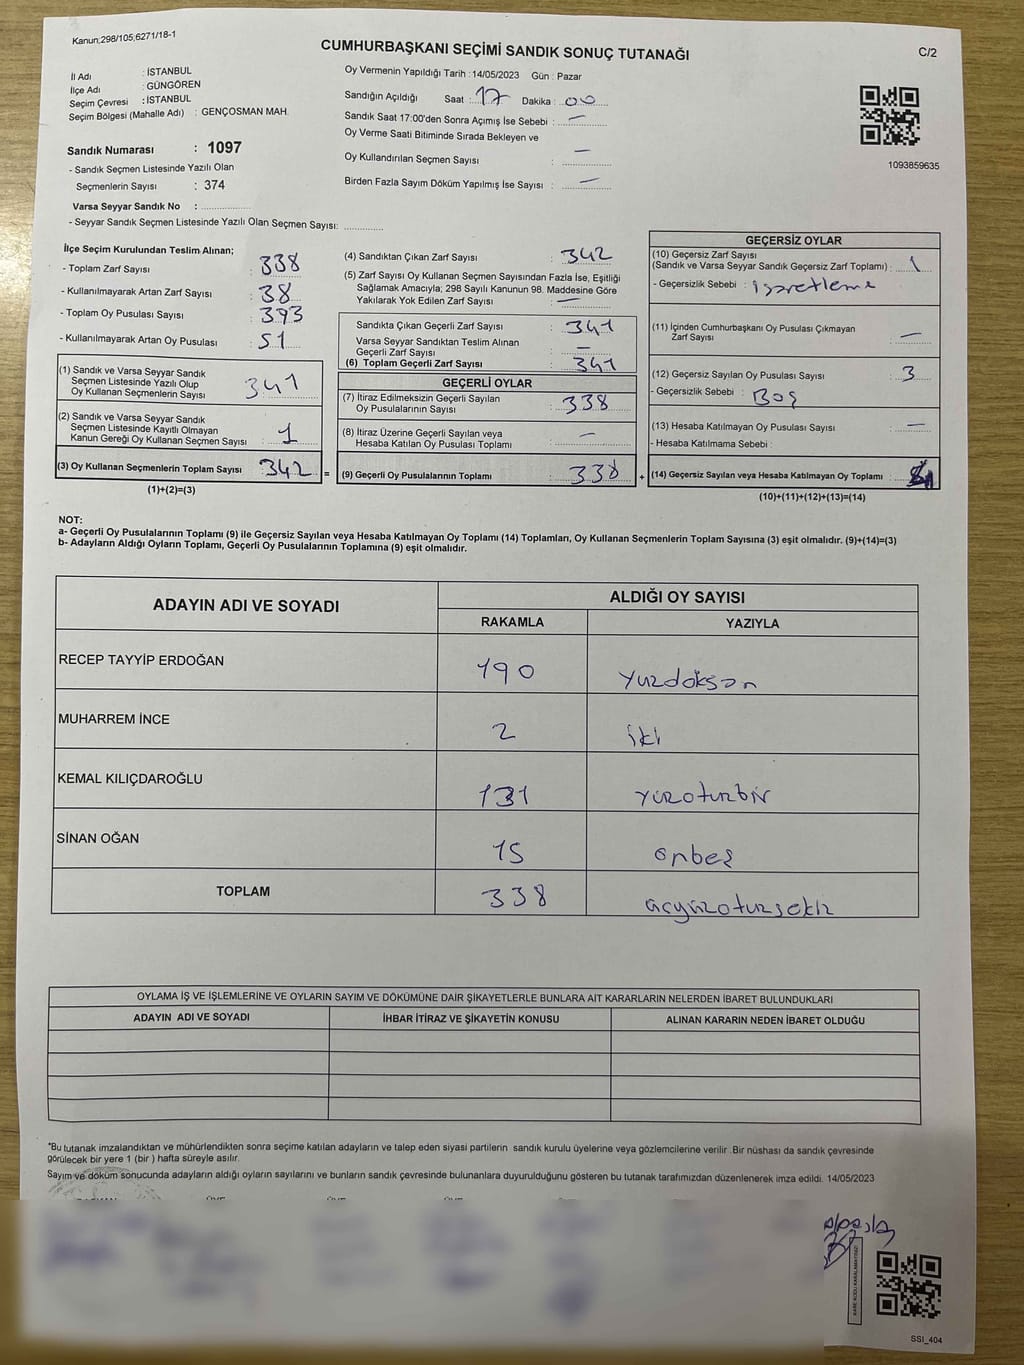 Kanun;298/105,6271/18-1
CUMHURBAŞKANI SEÇİMİ SANDIK SONUÇ TUTANAĞI
C/2
İl Adı : İSTANBUL
İlçe Adı : GÜNGÖREN
Seçim Çevresi : İSTANBUL
Seçim Bölgesi (Mahalle Adı) : GENÇOSMAN MAH.
Sandık Numarası : 1097
- Sandık Seçmen Listesinde Yazılı Olan
Seçmenlerin Sayısı : 374
Varsa Seyyar Sandık No :
- Seyyar Sandık Seçmen Listesinde Yazılı Olan Seçmen Sayısı:
Oy Vermenin Yapıldığı Tarih : 14/05/2023 Gün : Pazar
Sandığın Açıldığı Saat : 17 Dakika : 00
Sandık Saat 17:00'den Sonra Açımış İse Sebebi : —
Oy Verme Saati Bitiminde Sırada Bekleyen ve
Oy Kullandırılan Seçmen Sayısı : —
Birden Fazla Sayım Döküm Yapılmış İse Sayısı : —
1093859635
İlçe Seçim Kurulundan Teslim Alınan;
- Toplam Zarf Sayısı : 338
- Kullanılmayarak Artan Zarf Sayısı : 38
- Toplam Oy Pusulası Sayısı : 393
- Kullanılmayarak Artan Oy Pusulası : 51
(1) Sandık ve Varsa Seyyar Sandık
Seçmen Listesinde Yazılı Olup
Oy Kullanan Seçmenlerin Sayısı : 341
(2) Sandık ve Varsa Seyyar Sandık
Seçmen Listesinde Kayıtlı Olmayan
Kanun Gereği Oy Kullanan Seçmen Sayısı : 1
(3) Oy Kullanan Seçmenlerin Toplam Sayısı : 342
(1)+(2)=(3)
(4) Sandıktan Çıkan Zarf Sayısı : 342
(5) Zarf Sayısı Oy Kullanan Seçmen Sayısından Fazla İse, Eşitliği
Sağlamak Amacıyla; 298 Sayılı Kanunun 98. Maddesine Göre
Yakılarak Yok Edilen Zarf Sayısı : —
Sandıkta Çıkan Geçerli Zarf Sayısı : 341
Varsa Seyyar Sandıktan Teslim Alınan
Geçerli Zarf Sayısı : —
(6) Toplam Geçerli Zarf Sayısı : 341
GEÇERLİ OYLAR
(7) İtiraz Edilmeksizin Geçerli Sayılan
Oy Pusulalarının Sayısı : 338
(8) İtiraz Üzerine Geçerli Sayılan veya
Hesaba Katılan Oy Pusulası Toplamı : —
= (9) Geçerli Oy Pusulalarının Toplamı : 338
GEÇERSİZ OYLAR
(10) Geçersiz Zarf Sayısı
(Sandık ve Varsa Seyyar Sandık Geçersiz Zarf Toplamı) : 1
- Geçersizlik Sebebi : işaretleme
(11) İçinden Cumhurbaşkanı Oy Pusulası Çıkmayan
Zarf Sayısı : —
(12) Geçersiz Sayılan Oy Pusulası Sayısı : 3
- Geçersizlik Sebebi : Boş
(13) Hesaba Katılmayan Oy Pusulası Sayısı : —
- Hesaba Katılmama Sebebi :
+ (14) Geçersiz Sayılan veya Hesaba Katılmayan Oy Toplamı :
(10)+(11)+(12)+(13)=(14)
NOT:
a- Geçerli Oy Pusulalarının Toplamı (9) ile Geçersiz Sayılan veya Hesaba Katılmayan Oy Toplamı (14) Toplamları, Oy Kullanan Seçmenlerin Toplam Sayısına (3) eşit olmalıdır. (9)+(14)=(3)
b- Adayların Aldığı Oyların Toplamı, Geçerli Oy Pusulalarının Toplamına (9) eşit olmalıdır.
ADAYIN ADI VE SOYADI
ALDIĞI OY SAYISI
RAKAMLA YAZIYLA
RECEP TAYYİP ERDOĞAN 190 yüzdoksan
MUHARREM İNCE 2 iki
KEMAL KILIÇDAROĞLU 131 yüzotuzbir
SİNAN OĞAN 15 onbeş
TOPLAM 338 üçyüzotuzsekiz
OYLAMA İŞ VE İŞLEMLERİNE VE OYLARIN SAYIM VE DÖKÜMÜNE DAİR ŞİKAYETLERLE BUNLARA AİT KARARLARIN NELERDEN İBARET BULUNDUKLARI
ADAYIN ADI VE SOYADI İHBAR İTİRAZ VE ŞİKAYETİN KONUSU ALINAN KARARIN NEDEN İBARET OLDUĞU
*Bu tutanak imzalandıktan ve mühürlendikten sonra seçime katılan adayların ve talep eden siyasi partilerin sandık kurulu üyelerine veya gözlemcilerine verilir .Bir nüshası da sandık çevresinde
görülecek bir yere 1 (bir ) hafta süreyle asılır.
Sayım ve döküm sonucunda adayların aldığı oyların sayılarını ve bunların sandık çevresinde bulunanlara duyurulduğunu gösteren bu tutanak tarafımızdan düzenlenerek imza edildi. 14/05/2023
KARE KODU KARALAMAYINIZ!
SSI_404